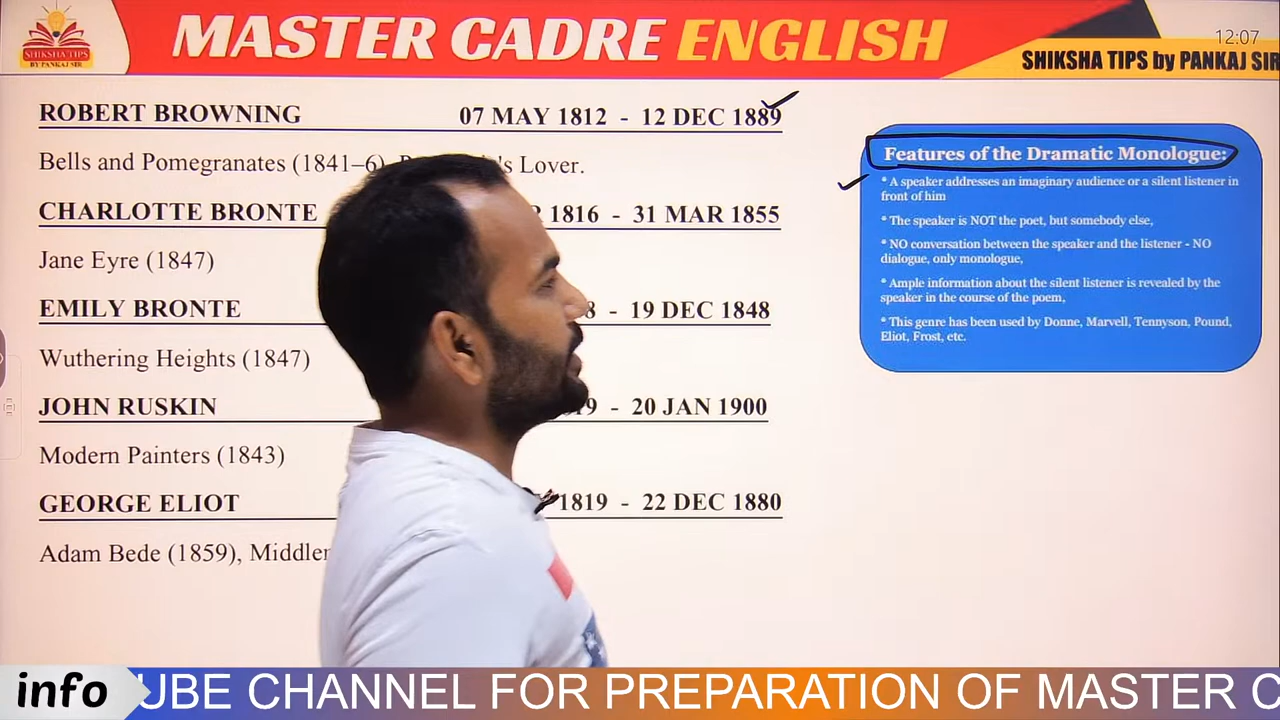 MASTER CADRE ENGLISH
12:07
SHIKSHA TIPS
BY PANKAJ SIR
SHIKSHA TIPS by PANKAJ SIR
ROBERT BROWNING 07 MAY 1812 - 12 DEC 1889
Bells and Pomegranates (1841–6), Lover.
CHARLOTTE BRONTE 1816 - 31 MAR 1855
Jane Eyre (1847)
EMILY BRONTE - 19 DEC 1848
Wuthering Heights (1847)
JOHN RUSKIN - 20 JAN 1900
Modern Painters (1843)
GEORGE ELIOT 1819 - 22 DEC 1880
Adam Bede (1859),
Features of the Dramatic Monologue:
* A speaker addresses an imaginary audience or a silent listener in
front of him
* The speaker is NOT the poet, but somebody else,
* NO conversation between the speaker and the listener - NO
dialogue, only monologue,
* Ample information about the silent listener is revealed by the
speaker in the course of the poem,
* This genre has been used by Donne, Marvell, Tennyson, Pound,
Eliot, Frost, etc.
info UBE CHANNEL FOR PREPARATION OF MASTER C